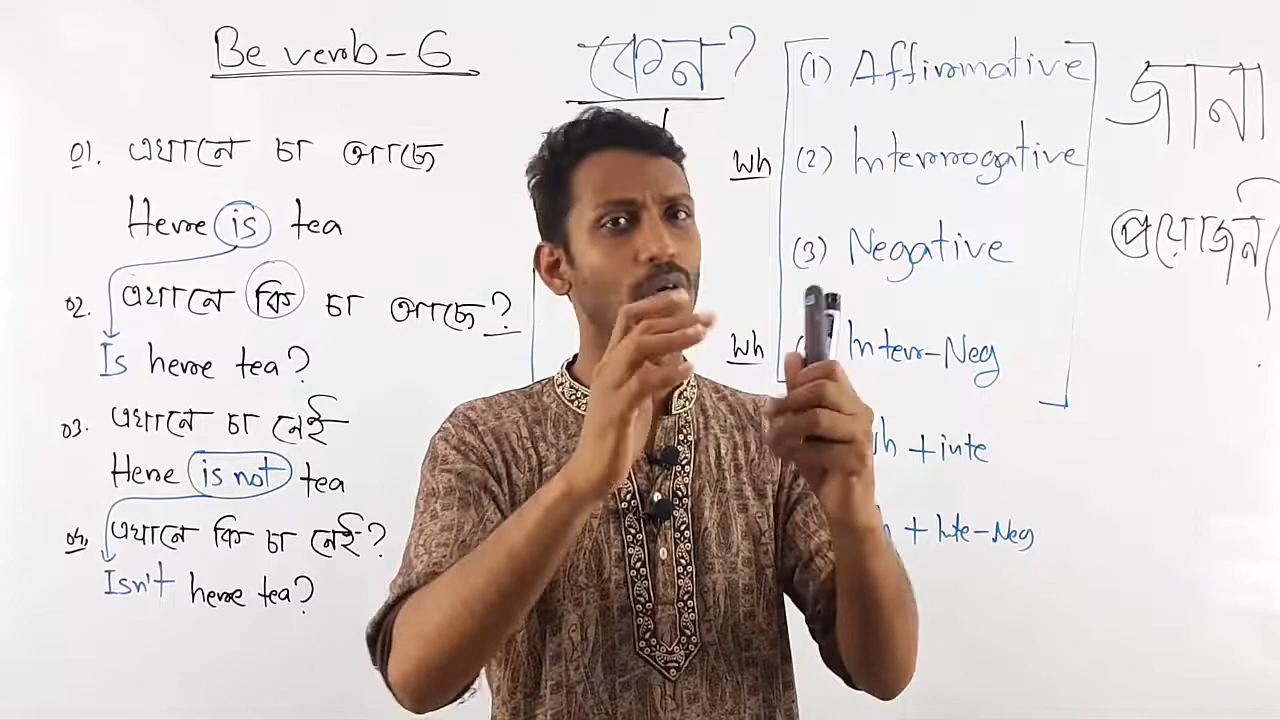 Be verb-6
01. এখানে চা আছে
Here is tea
02. এখানে কি চা আছে?
Is here tea?
03. এখানে চা নেই
Here is not tea
04. এখানে কি চা নেই?
Isn't here tea?
কেন?
(1) Affirmative
Wh (2) Interrogative
(3) Negative
Wh Inter-Neg
+ inte
+ Inte-Neg
জানা
প্রয়োজন